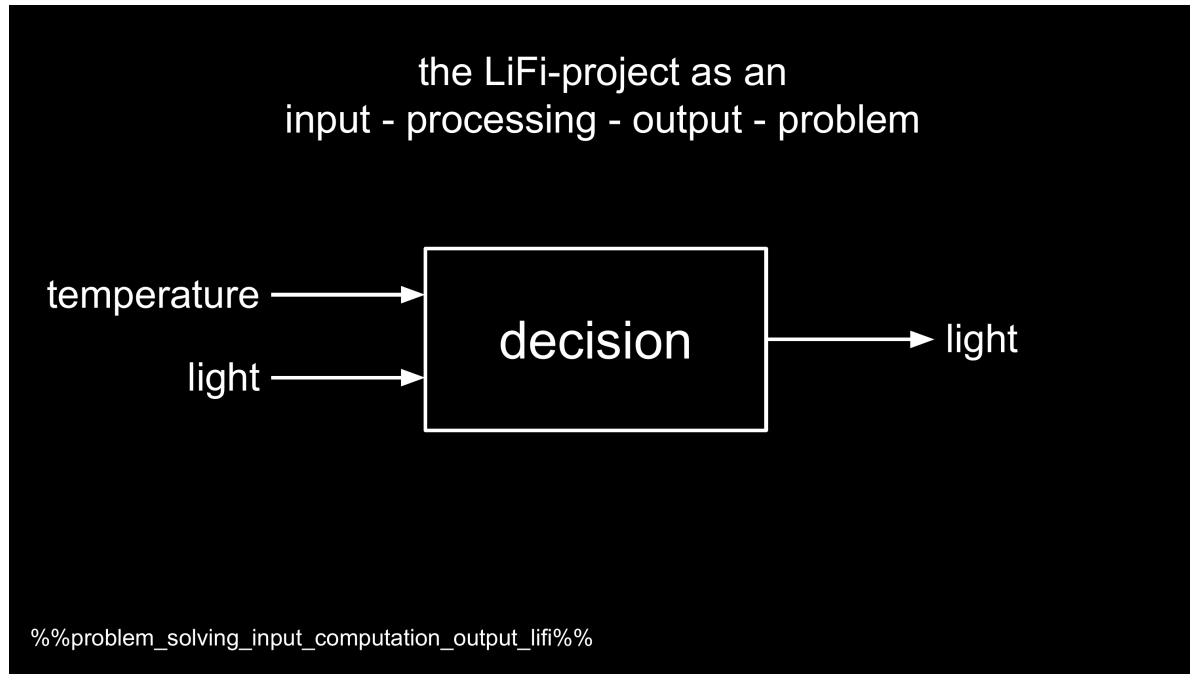 the LiFi-project as an
input - processing - output - problem
temperature
light
decision
light
%%problem_solving_input_computation_output_lifi%%